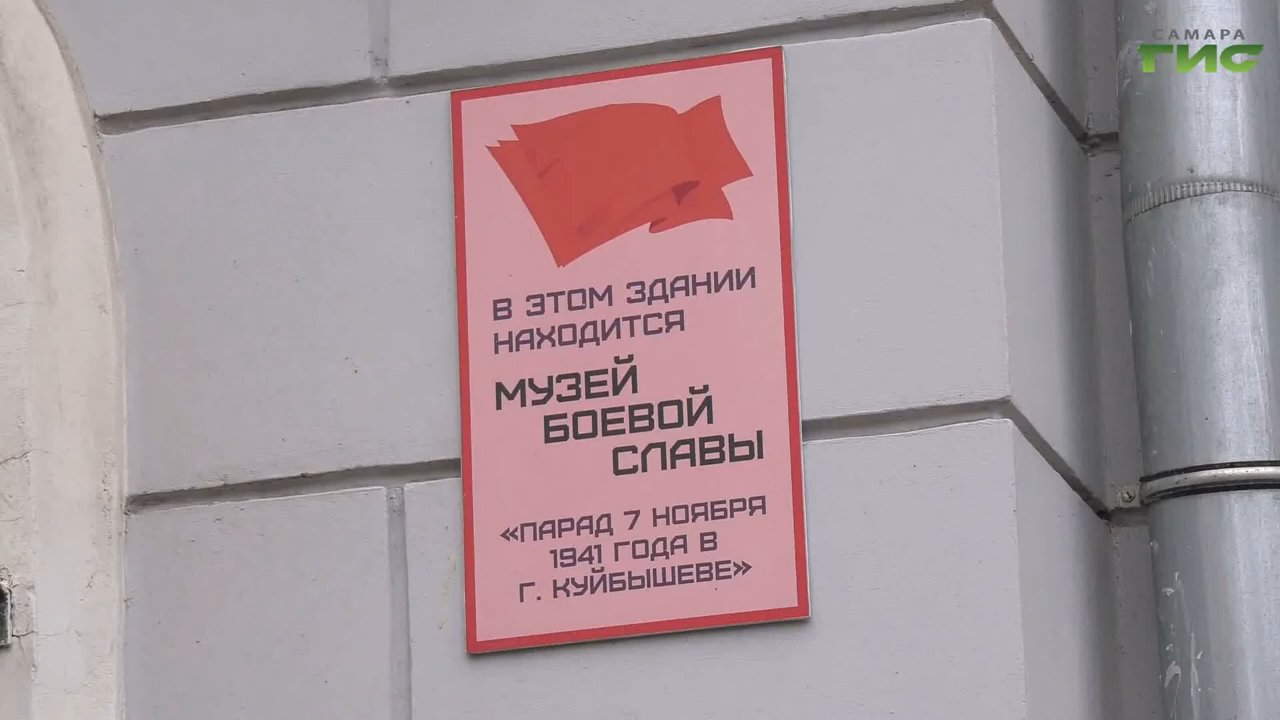 САМАРА
ГИС
В ЭТОМ ЗДАНИИ
НАХОДИТСЯ
МУЗЕЙ
БОЕВОЙ
СЛАВЫ
«ПАРАД 7 НОЯБРЯ
1941 ГОДА В
Г. КУЙБЫШЕВЕ»